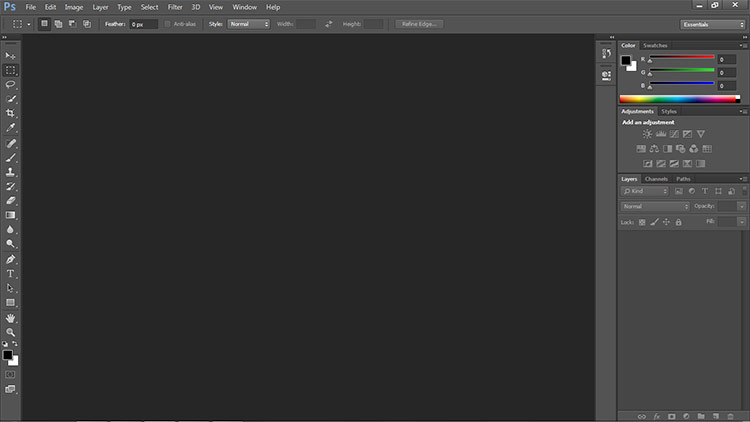 Ps File Edit Image Layer Type Select Filter 3D View Window Help
Feather: 0 px Anti-alias Style: Normal Width: Height: Refine Edge... Essentials
Color Swatches
R 0
G 0
B 0
Adjustments Styles
Add an adjustment
Layers Channels Paths
Kind
Normal Opacity:
Lock: Fill:
fx